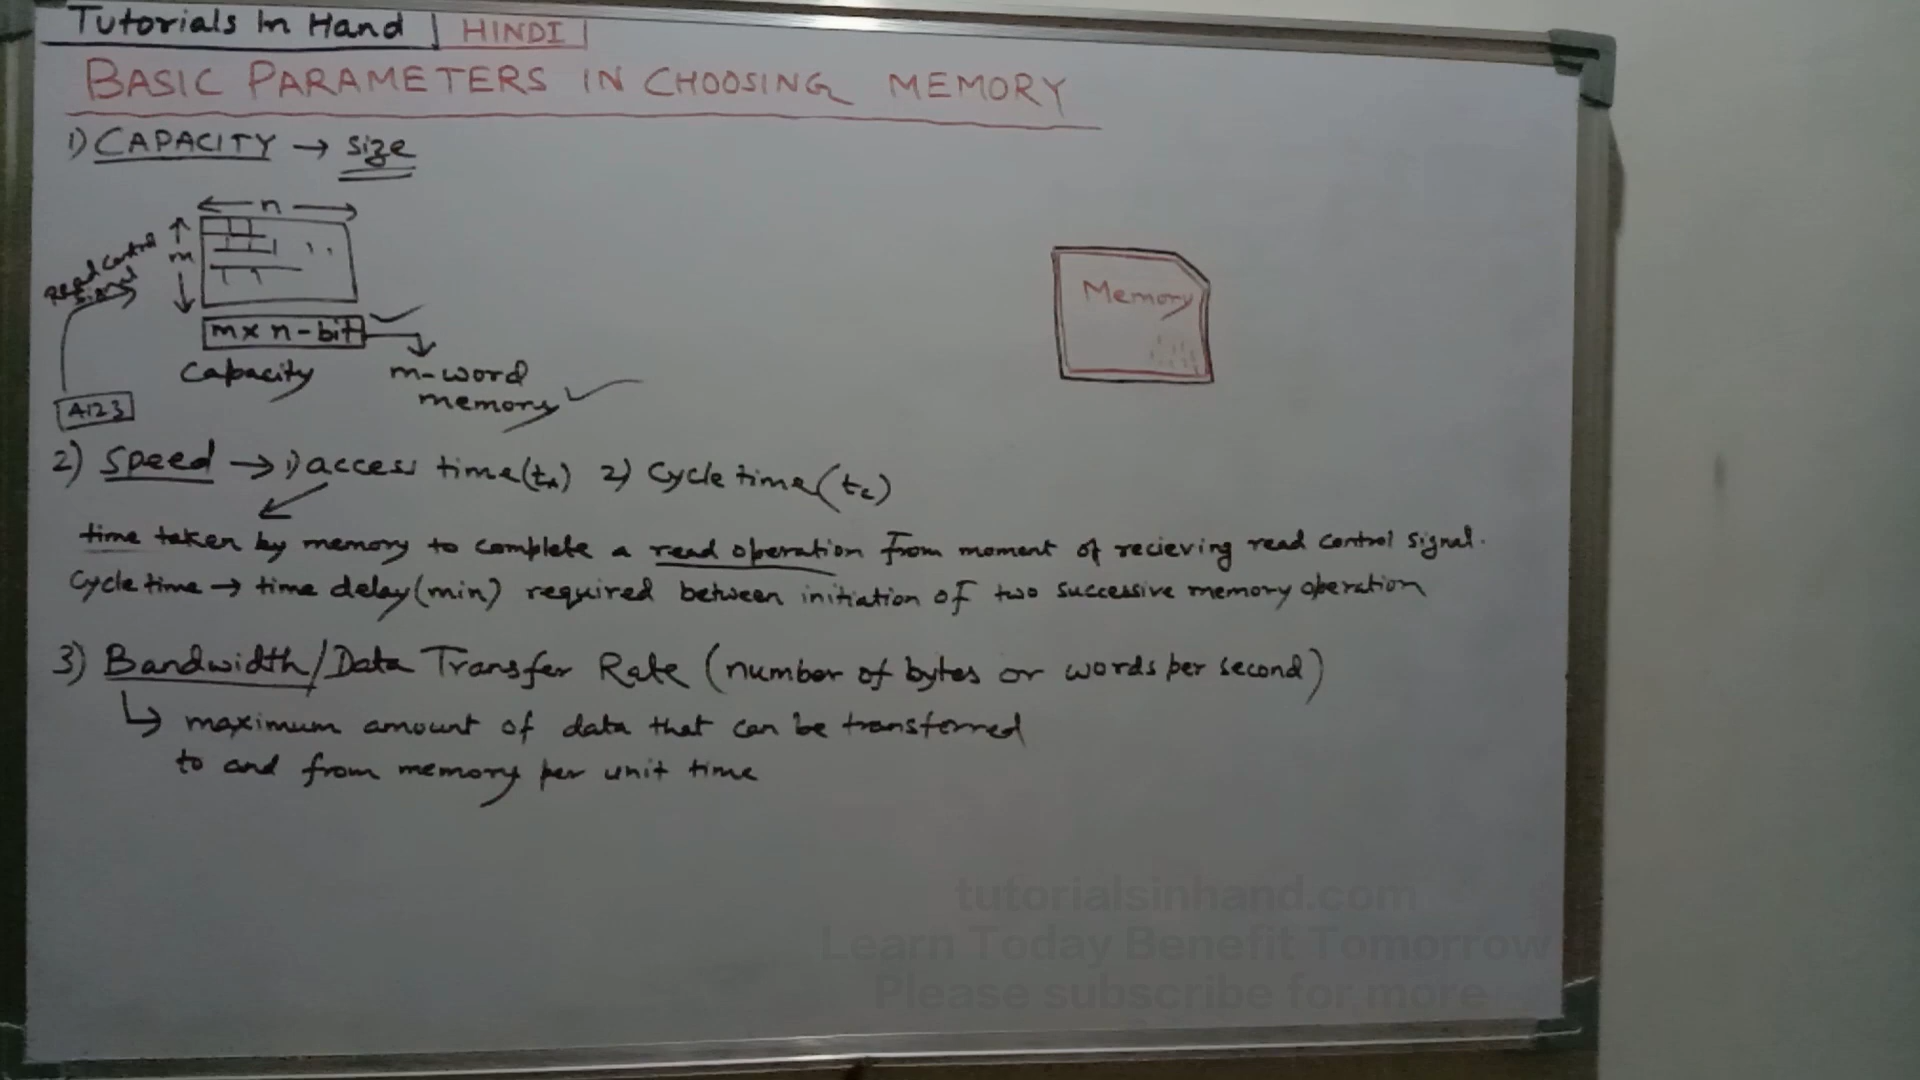 Tutorials In Hand | HINDI |
BASIC PARAMETERS IN CHOOSING MEMORY
1) CAPACITY → size
← n →
m
Read control
signal
m x n-bit
Capacity
m-word
memory
A123
Memory
2) Speed → 1) access time (tA) 2) Cycle time (tc)
time taken by memory to complete a read operation from moment of recieving read control signal.
Cycle time → time delay (min) required between initiation of two successive memory operation
3) Bandwidth / Data Transfer Rate (number of bytes or words per second)
maximum amount of data that can be transferred
to and from memory per unit time
tutorialsinhand.com
Learn Today Benefit Tomorrow
Please subscribe for more